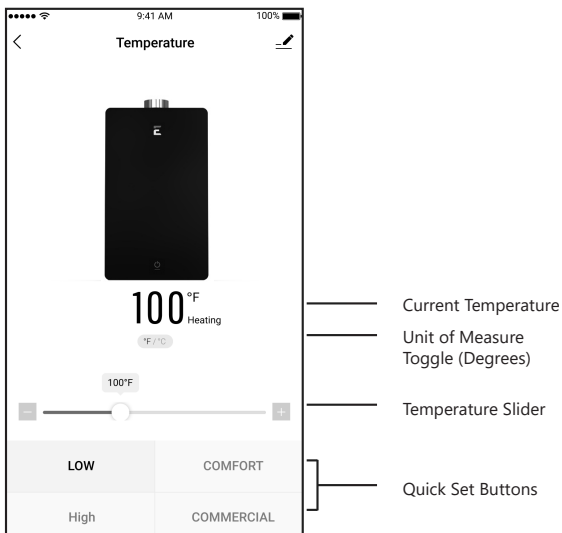 9:41 AM
100%
Temperature
E
100°F
Heating
°F / °C
100°F
LOW
COMFORT
High
COMMERCIAL
Current Temperature
Unit of Measure
Toggle (Degrees)
Temperature Slider
Quick Set Buttons